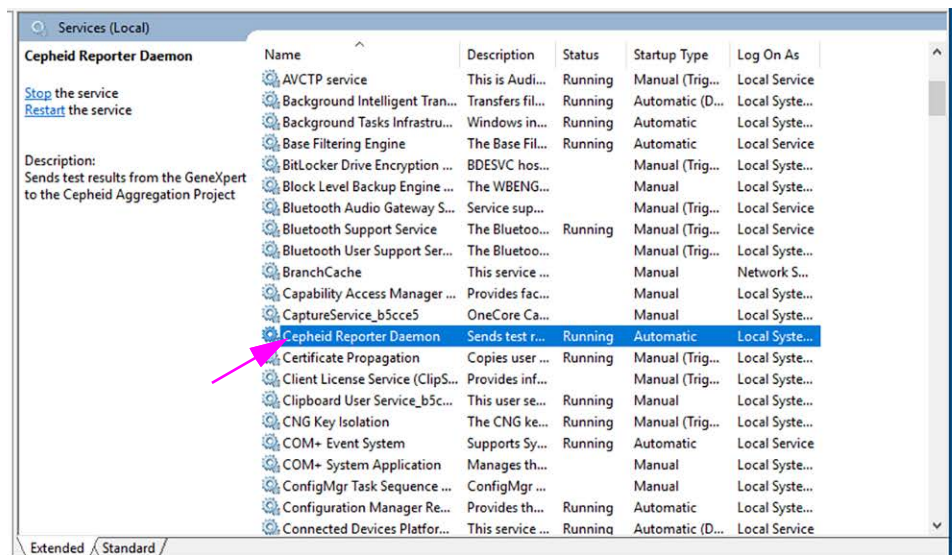 Services (Local)
Cepheid Reporter Daemon
Stop the service
Restart the service
Description:
Sends test results from the GeneXpert
to the Cepheid Aggregation Project
Name Description Status Startup Type Log On As
AVCTP service This is Audi... Running Manual (Trig... Local Service
Background Intelligent Tran... Transfers fil... Running Automatic (D... Local Syste...
Background Tasks Infrastru... Windows in... Running Automatic Local Syste...
Base Filtering Engine The Base Fil... Running Automatic Local Service
BitLocker Drive Encryption ... BDESVC hos... Manual (Trig... Local Syste...
Block Level Backup Engine ... The WBENG... Manual Local Syste...
Bluetooth Audio Gateway S... Service sup... Manual (Trig... Local Service
Bluetooth Support Service The Bluetoo... Running Manual (Trig... Local Service
Bluetooth User Support Ser... The Bluetoo... Manual (Trig... Local Syste...
BranchCache This service ... Manual Network S...
Capability Access Manager ... Provides fac... Manual Local Syste...
CaptureService_b5cce5 OneCore Ca... Manual Local Syste...
Cepheid Reporter Daemon Sends test r... Running Automatic Local Syste...
Certificate Propagation Copies user ... Running Manual (Trig... Local Syste...
Client License Service (ClipS... Provides inf... Manual (Trig... Local Syste...
Clipboard User Service_b5c... This user se... Running Manual Local Syste...
CNG Key Isolation The CNG ke... Running Manual (Trig... Local Syste...
COM+ Event System Supports Sy... Running Automatic Local Service
COM+ System Application Manages th... Manual Local Syste...
ConfigMgr Task Sequence ... ConfigMgr ... Manual Local Syste...
Configuration Manager Re... Provides th... Running Automatic Local Syste...
Connected Devices Platfor... This service ... Running Automatic (D... Local Service
Extended Standard